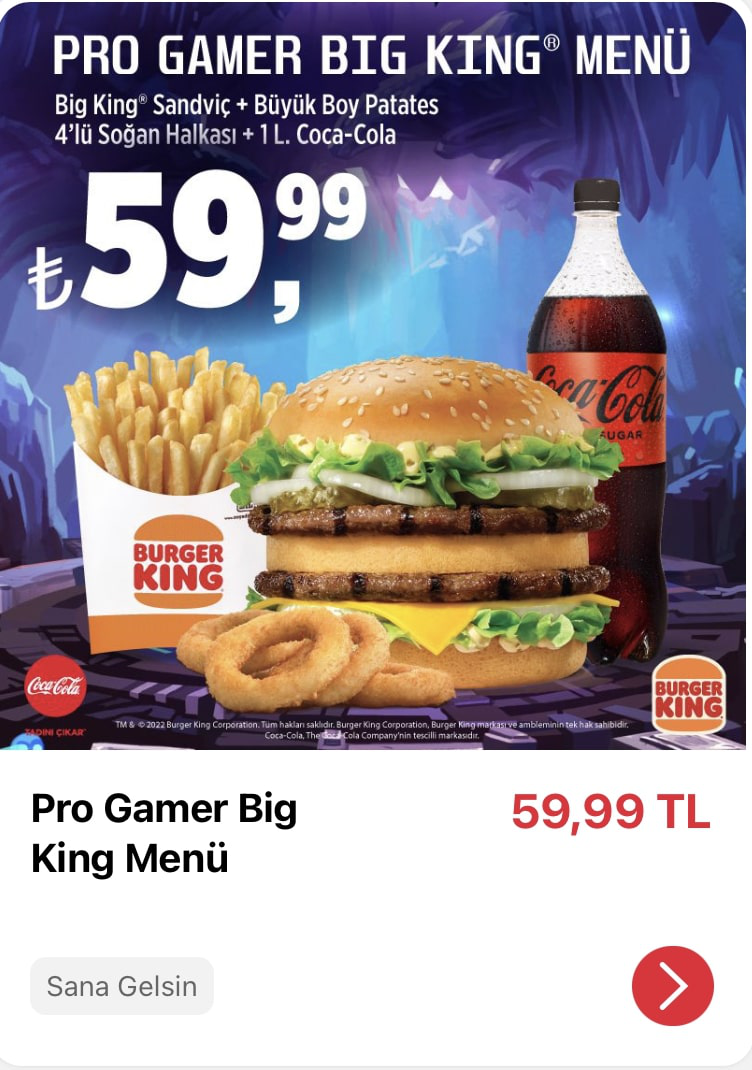 PRO GAMER BIG KING® MENÜ
Big King® Sandviç + Büyük Boy Patates
4'lü Soğan Halkası + 1 L. Coca-Cola
₺59,99
Coca-Cola
SUGAR
BURGER
KING
Coca-Cola
TADINI ÇIKAR
BURGER
KING
TM & © 2022 Burger King Corporation. Tüm hakları saklıdır. Burger King Corporation, Burger King markası ve ambleminin tek hak sahibidir.
Coca-Cola, The Coca-Cola Company'nin tescilli markasıdır.
Pro Gamer Big
59,99 TL
King Menü
Sana Gelsin